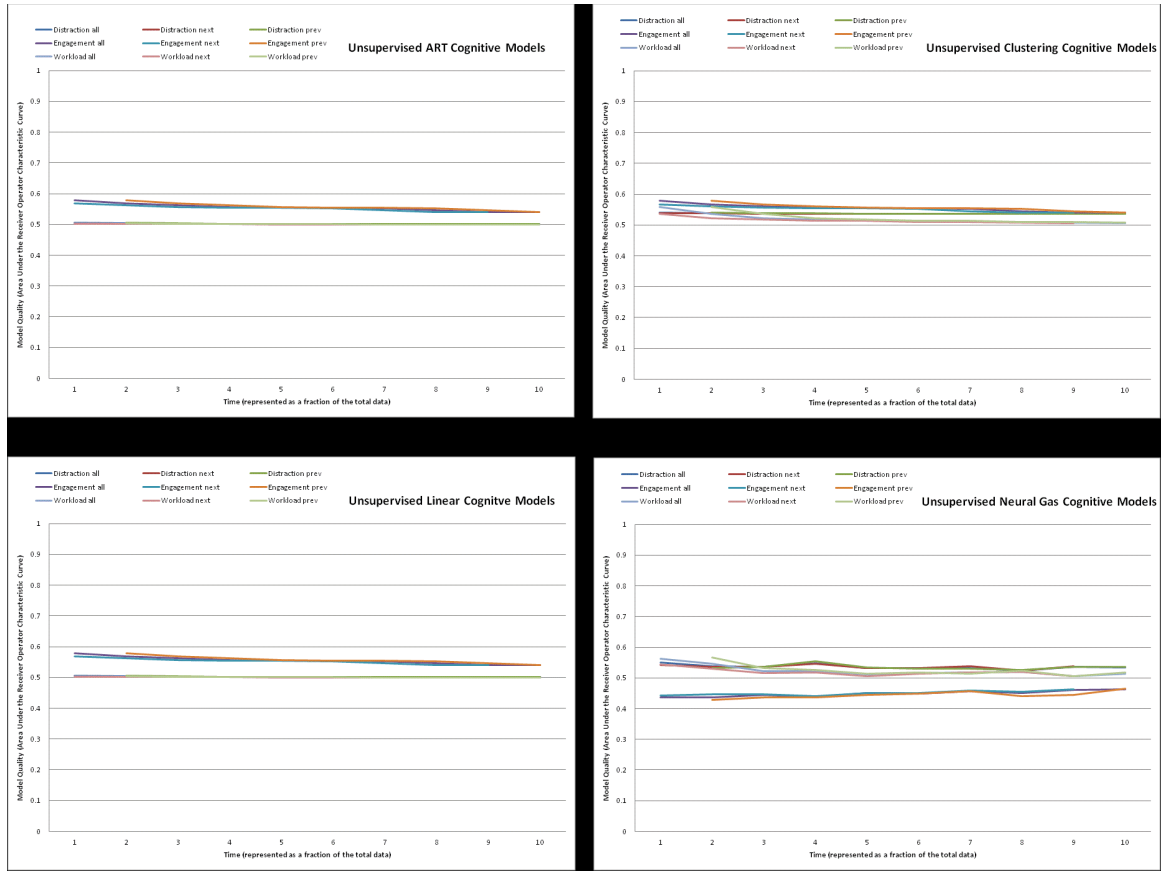 Distraction all Distraction next Distraction prev
Engagement all Engagement next Engagement prev
Workload all Workload next Workload prev
Unsupervised ART Cognitive Models
Model Quality (Area Under the Receiver Operator Characteristic Curve)
1
0.9
0.8
0.7
0.6
0.5
0.4
0.3
0.2
0.1
0
1 2 3 4 5 6 7 8 9 10
Time (represented as a fraction of the total data)
Distraction all Distraction next Distraction prev
Engagement all Engagement next Engagement prev
Workload all Workload next Workload prev
Unsupervised Clustering Cognitive Models
Model Quality (Area Under the Receiver Operator Characteristic Curve)
1
0.9
0.8
0.7
0.6
0.5
0.4
0.3
0.2
0.1
0
1 2 3 4 5 6 7 8 9 10
Time (represented as a fraction of the total data)
Distraction all Distraction next Distraction prev
Engagement all Engagement next Engagement prev
Workload all Workload next Workload prev
Unsupervised Linear Cognitve Models
Model Quality (Area Under the Receiver Operator Characteristic Curve)
1
0.9
0.8
0.7
0.6
0.5
0.4
0.3
0.2
0.1
0
1 2 3 4 5 6 7 8 9 10
Time (represented as a fraction of the total data)
Distraction all Distraction next Distraction prev
Engagement all Engagement next Engagement prev
Workload all Workload next Workload prev
Unsupervised Neural Gas Cognitive Models
Model Quality (Area Under the Receiver Operator Characteristic Curve)
1
0.9
0.8
0.7
0.6
0.5
0.4
0.3
0.2
0.1
0
1 2 3 4 5 6 7 8 9 10
Time (represented as a fraction of the total data)